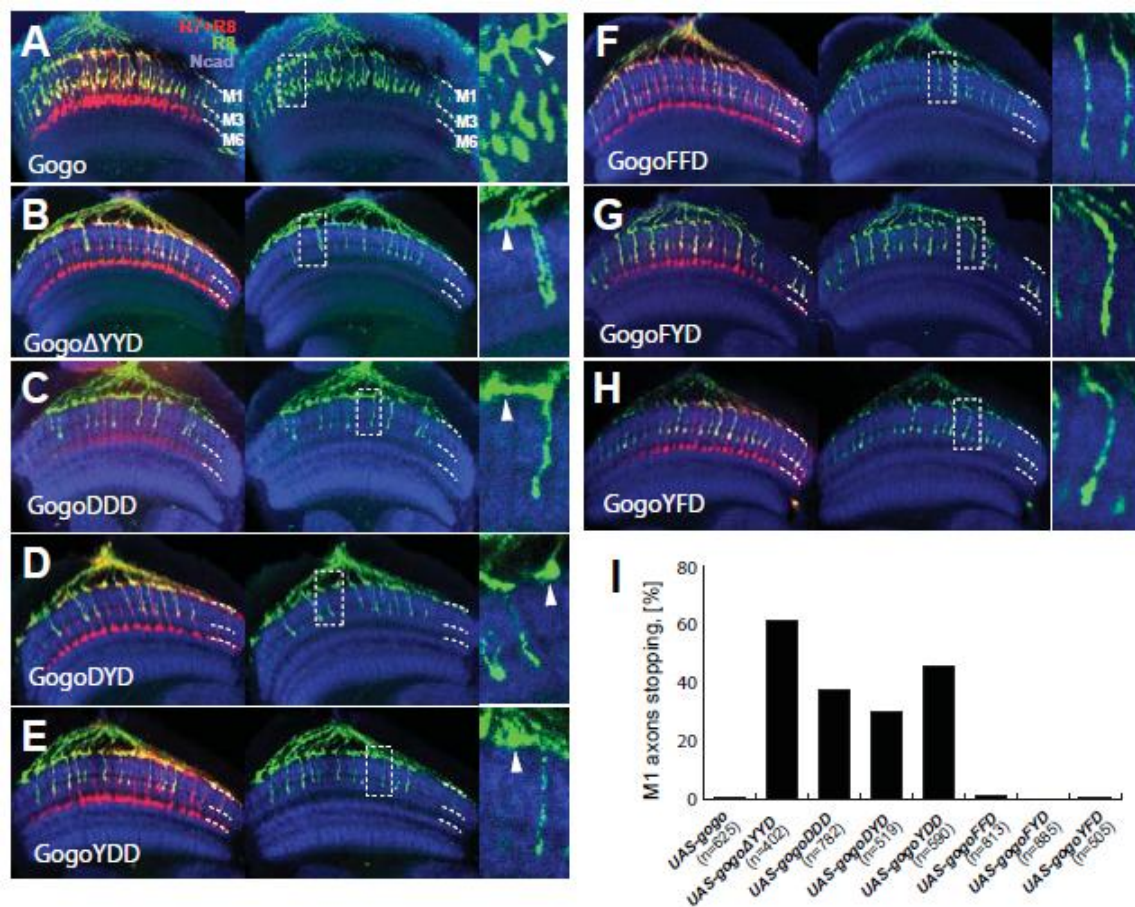 A
R7+R8
R8
Ncad
M1
M3
M6
M1
M3
M6
Gogo
B
GogoΔYYD
C
GogoDDD
D
GogoDYD
E
GogoYDD
F
GogoFFD
G
GogoFYD
H
GogoYFD
I
M1 axons stopping, [%]
80
60
40
20
0
UAS-gogo
(n=625)
UAS-gogoΔYYD
(n=402)
UAS-gogoDDD
(n=782)
UAS-gogoDYD
(n=519)
UAS-gogoYDD
(n=590)
UAS-gogoFFD
(n=813)
UAS-gogoFYD
(n=885)
UAS-gogoYFD
(n=505)